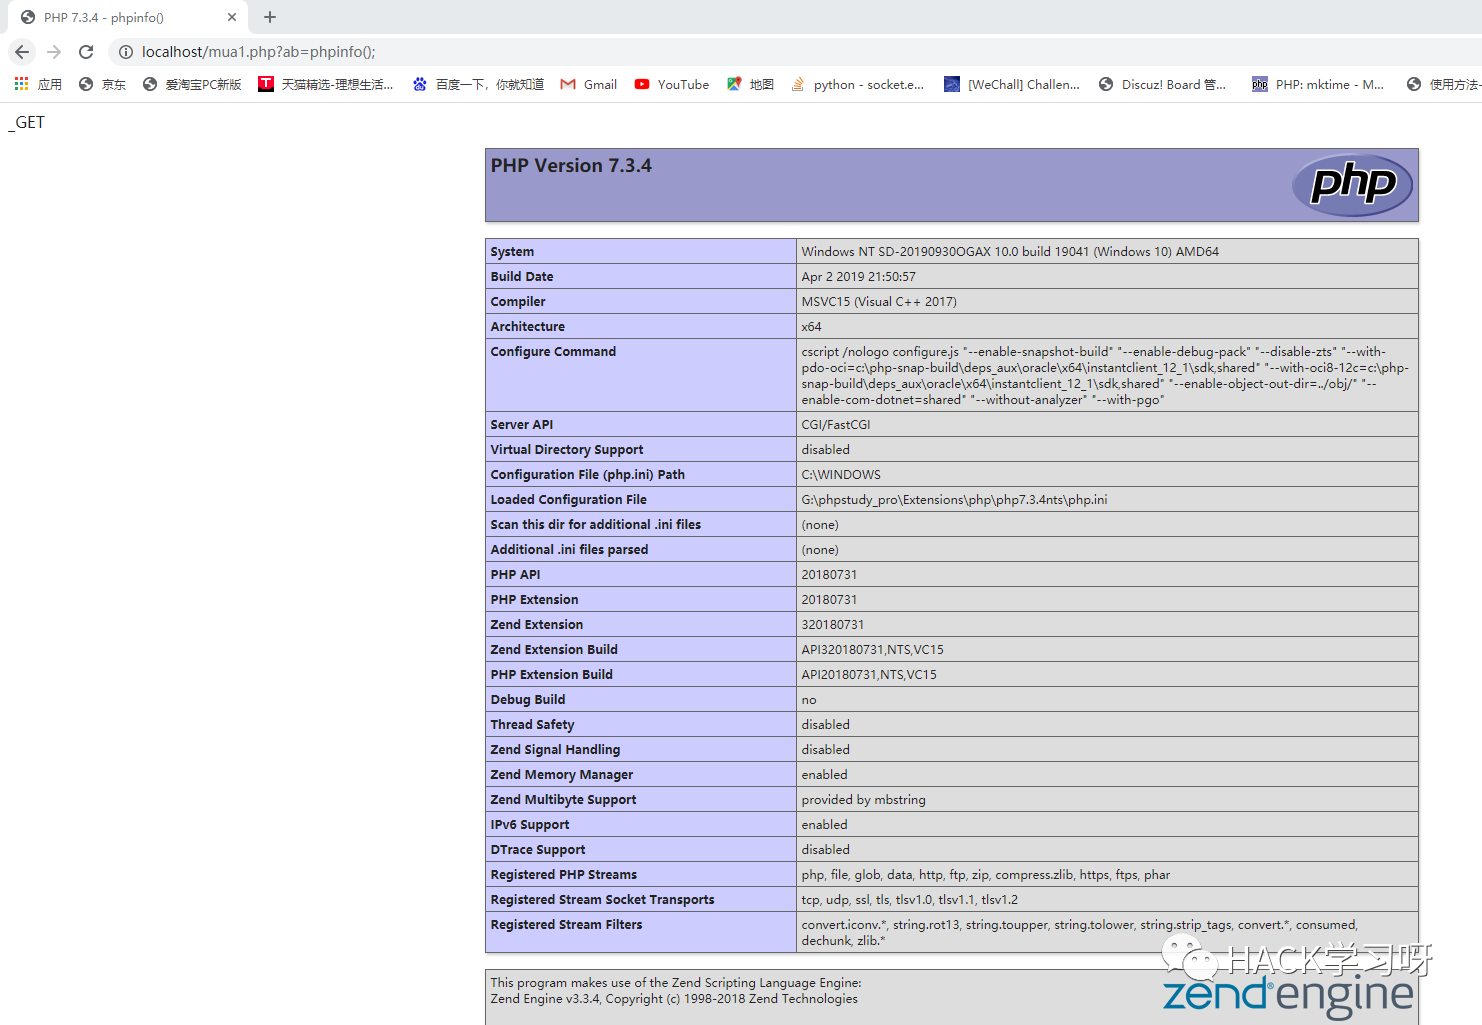 PHP 7.3.4 - phpinfo()
localhost/mua1.php?ab=phpinfo();
应用 京东 爱淘宝PC新版 天猫精选-理想生活... 百度一下，你就知道 Gmail YouTube 地图 python - socket.e... [WeChall] Challen... Discuz! Board 管... php PHP: mktime - M... 使用方法-
_GET
PHP Version 7.3.4
php
System Windows NT SD-20190930OGAX 10.0 build 19041 (Windows 10) AMD64
Build Date Apr 2 2019 21:50:57
Compiler MSVC15 (Visual C++ 2017)
Architecture x64
Configure Command cscript /nologo configure.js "--enable-snapshot-build" "--enable-debug-pack" "--disable-zts" "--with-
pdo-oci=c:\php-snap-build\deps_aux\oracle\x64\instantclient_12_1\sdk,shared" "--with-oci8-12c=c:\php-
snap-build\deps_aux\oracle\x64\instantclient_12_1\sdk,shared" "--enable-object-out-dir=../obj/" "--
enable-com-dotnet=shared" "--without-analyzer" "--with-pgo"
Server API CGI/FastCGI
Virtual Directory Support disabled
Configuration File (php.ini) Path C:\WINDOWS
Loaded Configuration File G:\phpstudy_pro\Extensions\php\php7.3.4nts\php.ini
Scan this dir for additional .ini files (none)
Additional .ini files parsed (none)
PHP API 20180731
PHP Extension 20180731
Zend Extension 320180731
Zend Extension Build API320180731,NTS,VC15
PHP Extension Build API20180731,NTS,VC15
Debug Build no
Thread Safety disabled
Zend Signal Handling disabled
Zend Memory Manager enabled
Zend Multibyte Support provided by mbstring
IPv6 Support enabled
DTrace Support disabled
Registered PHP Streams php, file, glob, data, http, ftp, zip, compress.zlib, https, ftps, phar
Registered Stream Socket Transports tcp, udp, ssl, tls, tlsv1.0, tlsv1.1, tlsv1.2
Registered Stream Filters convert.iconv.*, string.rot13, string.toupper, string.tolower, string.strip_tags, convert.*, consumed,
dechunk, zlib.*
HACK学习呀
This program makes use of the Zend Scripting Language Engine:
Zend Engine v3.3.4, Copyright (c) 1998-2018 Zend Technologies
zend® engine